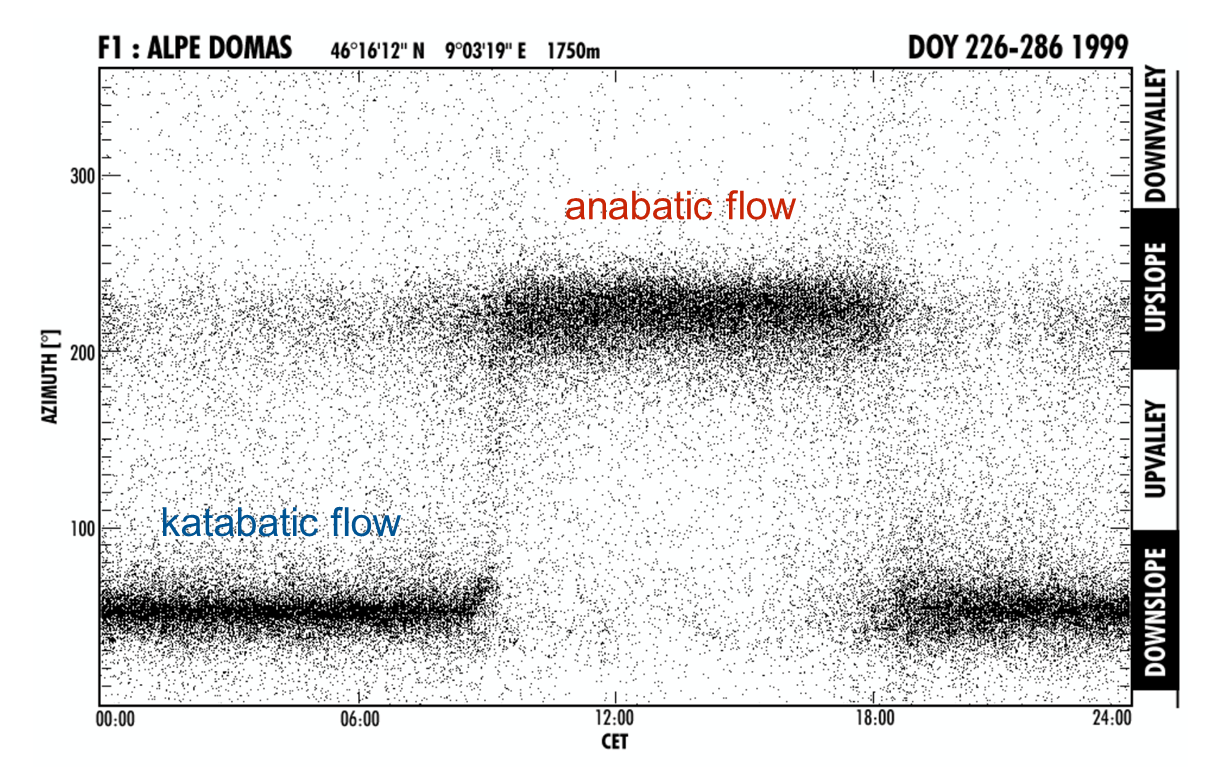 F1 : ALPE DOMAS 46°16'12" N 9°03'19" E 1750m DOY 226-286 1999
DOWNVALLEY
300
anabatic flow
UPSLOPE
AZIMUTH [°]
200
UPVALLEY
100
katabatic flow
DOWNSLOPE
00:00 06:00 12:00 18:00 24:00
CET